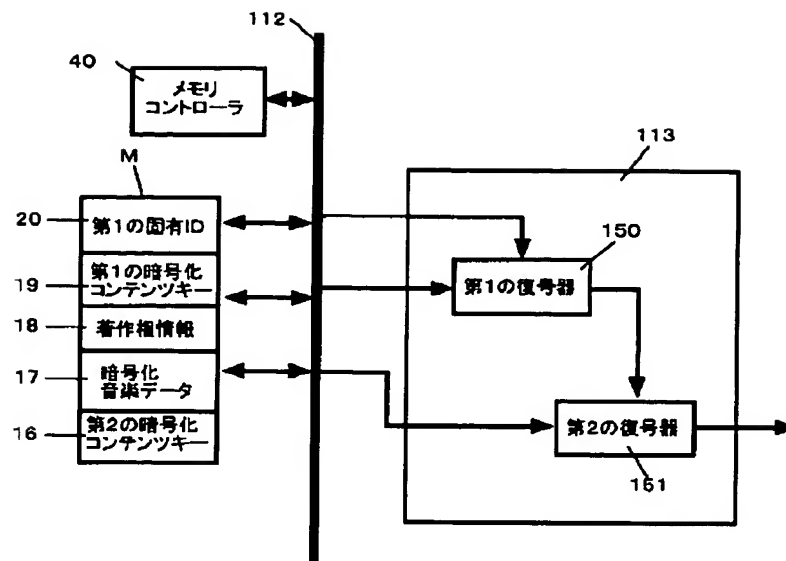 112
40
メモリ
コントローラ
M
113
20
第1の固有ID
150
19
第1の暗号化
コンテンツキー
第1の復号器
18
著作権情報
17
暗号化
音楽データ
16
第2の暗号化
コンテンツキー
第2の復号器
151